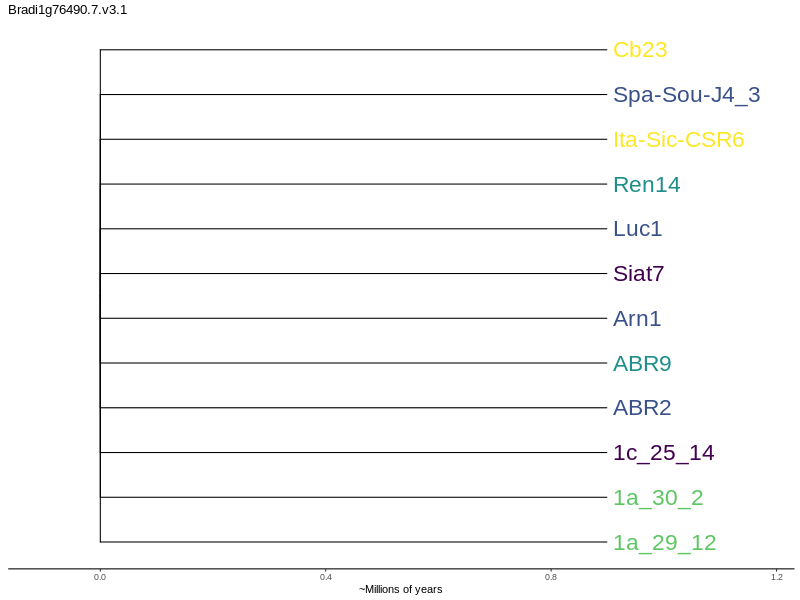 Bradi1g76490.7.v3.1
Cb23
Spa-Sou-J4_3
Ita-Sic-CSR6
Ren14
Luc1
Siat7
Arn1
ABR9
ABR2
1c_25_14
1a_30_2
1a_29_12
0.0 0.4 0.8 1.2
~Millions of years